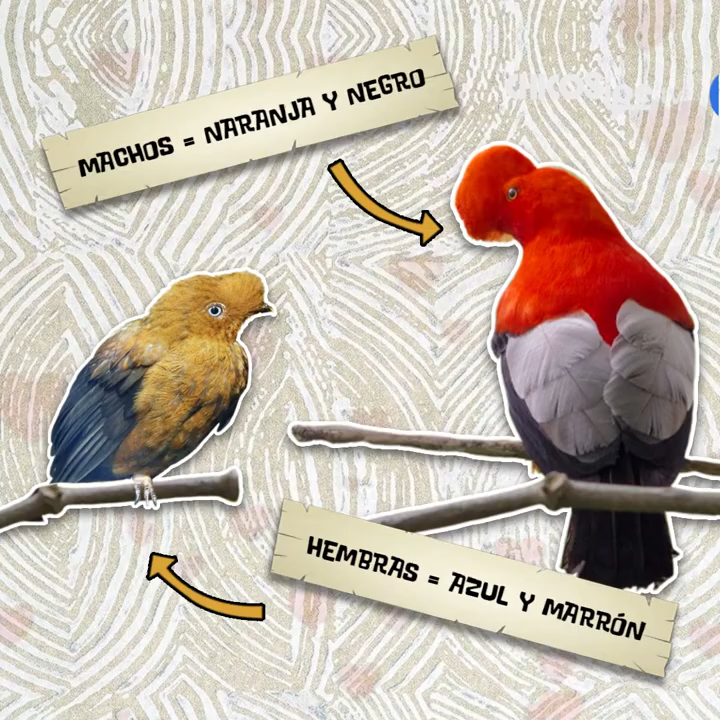 MACHOS = NARANJA Y NEGRO
HEMBRAS = AZUL Y MARRÓN